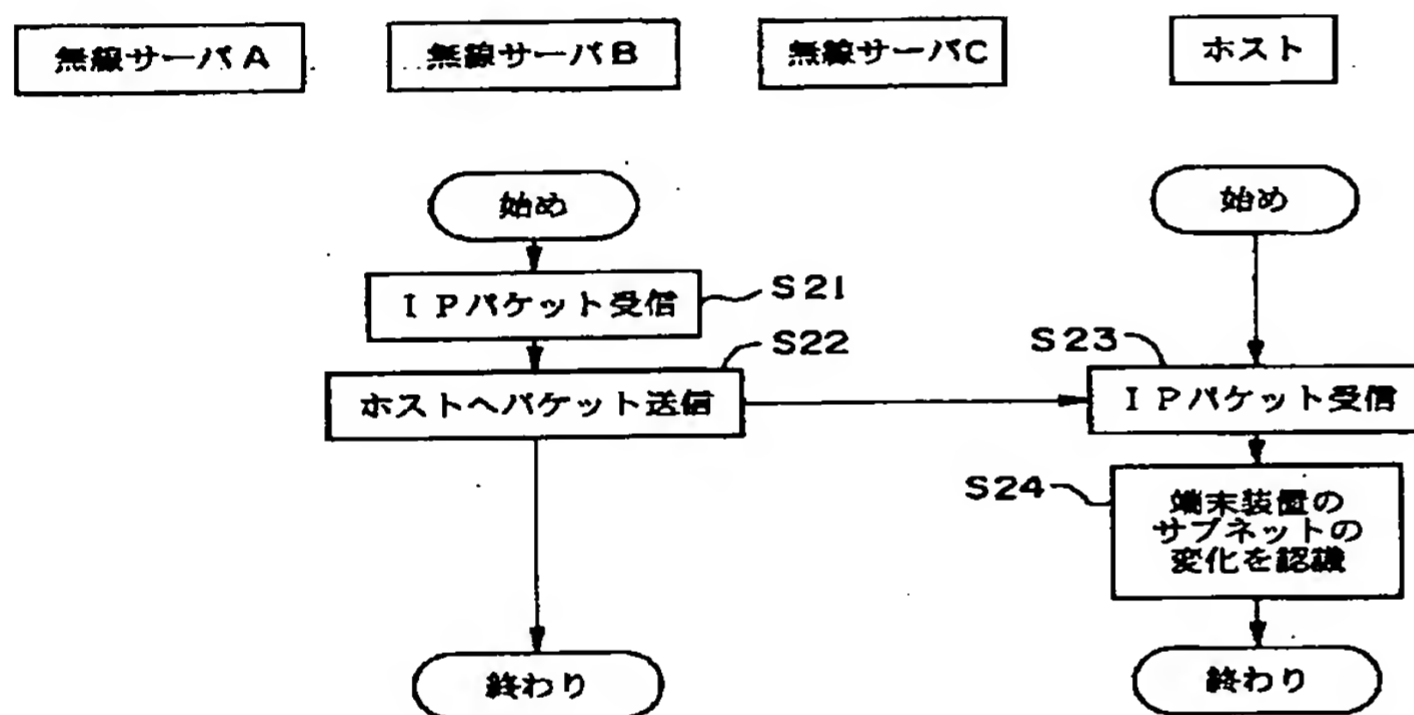 無線サーバA
無線サーバB
無線サーバC
ホスト
始め
始め
IPパケット受信
S21
S22
S23
ホストへパケット送信
IPパケット受信
S24
端末装置の
サブネットの
変化を認識
終わり
終わり